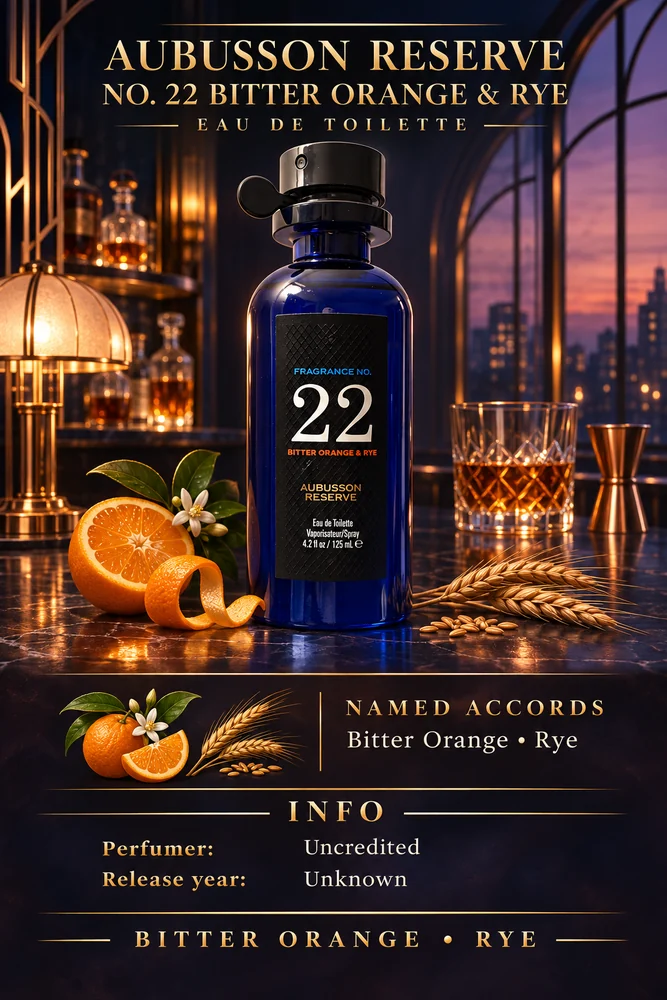 AUBUSSON RESERVE
NO. 22 BITTER ORANGE & RYE
EAU DE TOILETTE
FRAGRANCE NO.
22
BITTER ORANGE & RYE
AUBUSSON
RESERVE
Eau de Toilette
Vaporisateur/Spray
4.2 fl oz / 125 mL ℮
NAMED ACCORDS
Bitter Orange • Rye
INFO
Perfumer: Uncredited
Release year: Unknown
BITTER ORANGE • RYE